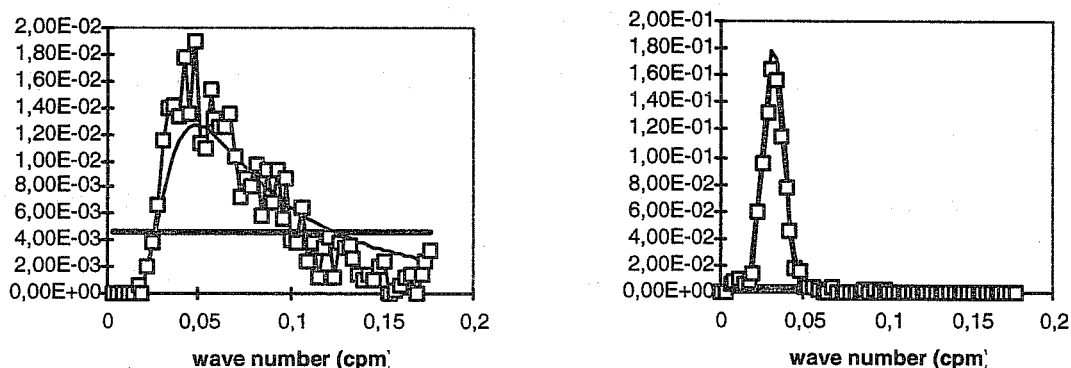 2,00E-02
1,80E-02
1,60E-02
1,40E-02
1,20E-02
1,00E-02
8,00E-03
6,00E-03
4,00E-03
2,00E-03
0,00E+00
0 0,05 0,1 0,15 0,2
wave number (cpm)
2,00E-01
1,80E-01
1,60E-01
1,40E-01
1,20E-01
1,00E-01
8,00E-02
6,00E-02
4,00E-02
2,00E-02
0,00E+00
0 0,05 0,1 0,15 0,2
wave number (cpm)